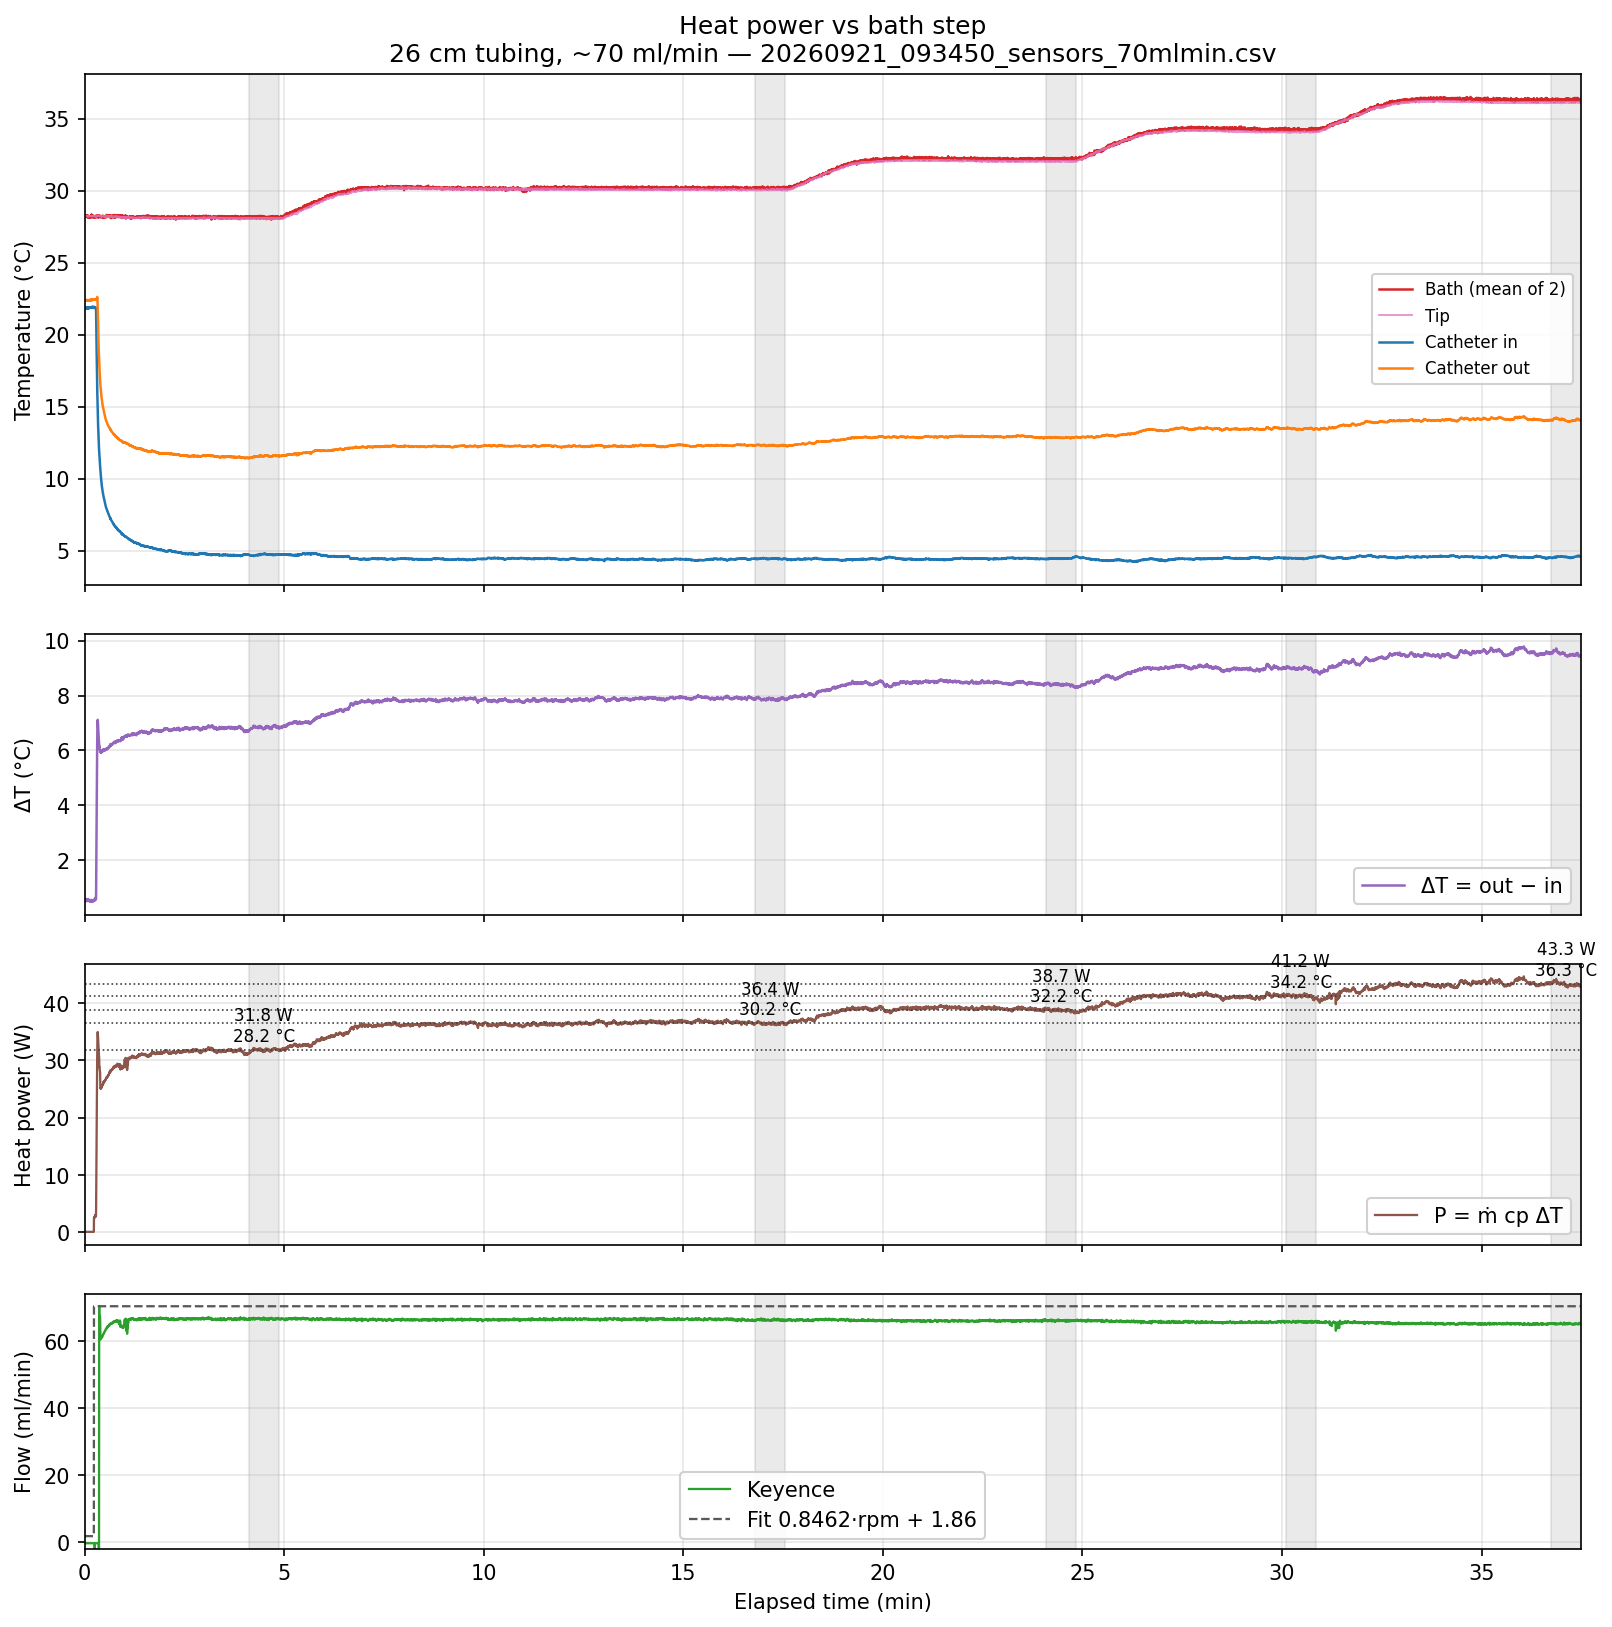 Heat power vs bath step
26 cm tubing, ~70 ml/min — 20260921_093450_sensors_70mlmin.csv
Temperature (°C)
35
30
25
20
15
10
5
Bath (mean of 2)
Tip
Catheter in
Catheter out
ΔT (°C)
10
8
6
4
2
ΔT = out − in
Heat power (W)
40
30
20
10
0
31.8 W
28.2 °C
36.4 W
30.2 °C
38.7 W
32.2 °C
41.2 W
34.2 °C
43.3 W
36.3 °C
P = ṁ cp ΔT
Flow (ml/min)
60
40
20
0
Keyence
Fit 0.8462·rpm + 1.86
0 5 10 15 20 25 30 35
Elapsed time (min)